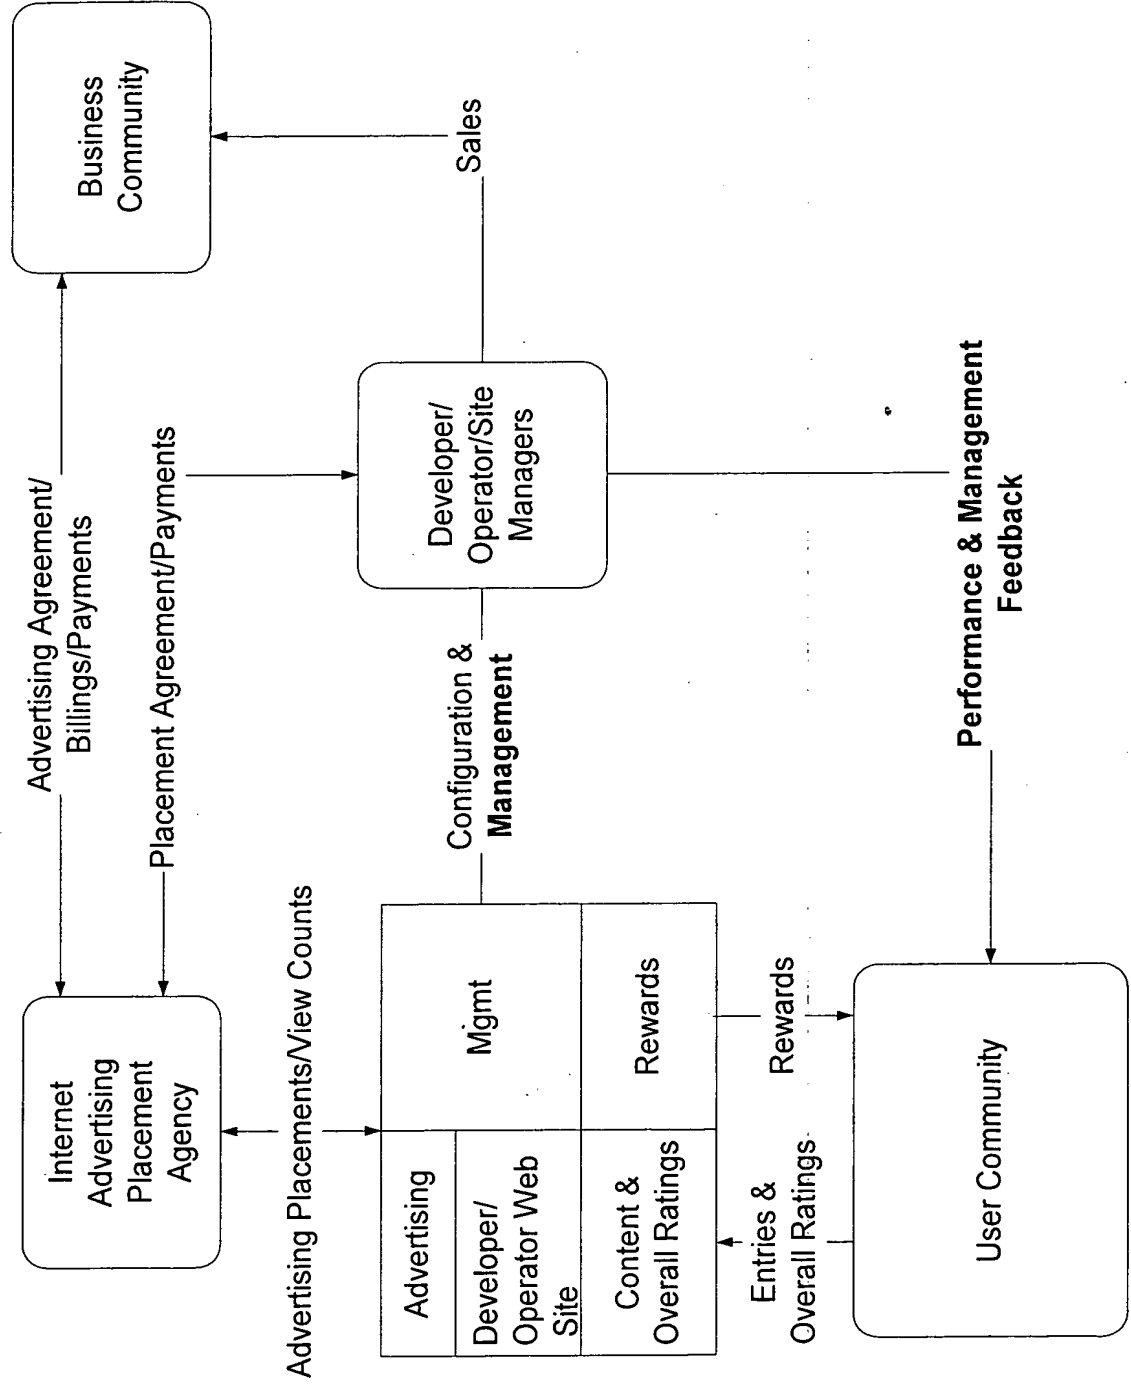 Internet
Advertising
Placement
Agency
Advertising Agreement/
Billings/Payments
Business
Community
Placement Agreement/Payments
Advertising Placements/View Counts
Advertising
Developer/
Operator Web
Site
Mgmt
Content &
Overall Ratings
Rewards
Configuration &
Management
Developer/
Operator/Site
Managers
Sales
Entries &
Overall Ratings
Rewards
Performance & Management
Feedback
User Community